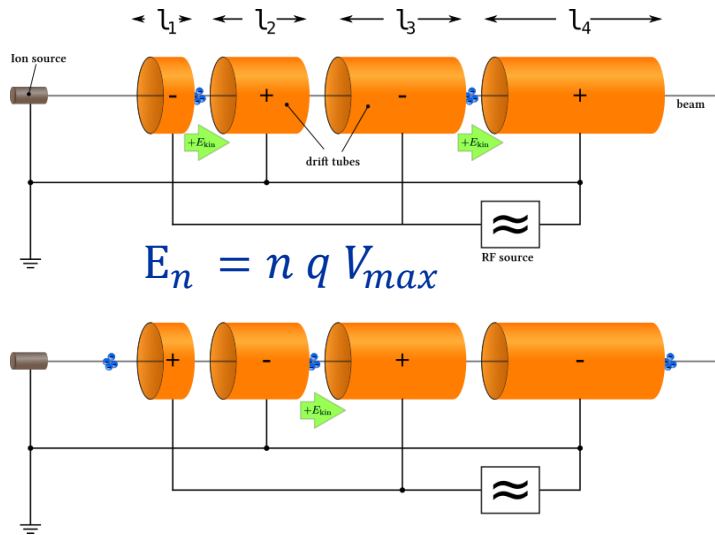 l₁ l₂ l₃ l₄
Ion source
- + - +
beam
+Eₖᵢₙ +Eₖᵢₙ
drift tubes
≈
RF source
Eₙ = n q Vₘₐₓ
+ - + -
+Eₖᵢₙ
≈